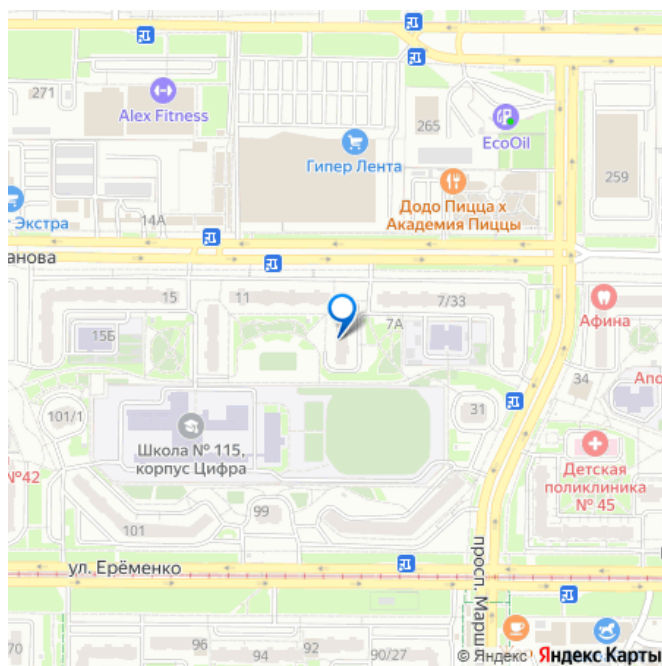 271
Alex Fitness
265
EcoOil
Гипер Лента
259
Додо Пицца х
Академия Пиццы
Экстра
14А
анова
15
11
7/33
7А
Афина
15Б
34
Апо
101/1
31
Школа № 115,
корпус Цифра
№42
Детская
поликлиника
№ 45
99
101
ул. Ерёменко
просп. Марш
70
96
94
92
90/27
© Яндекс
Яндекс Карты